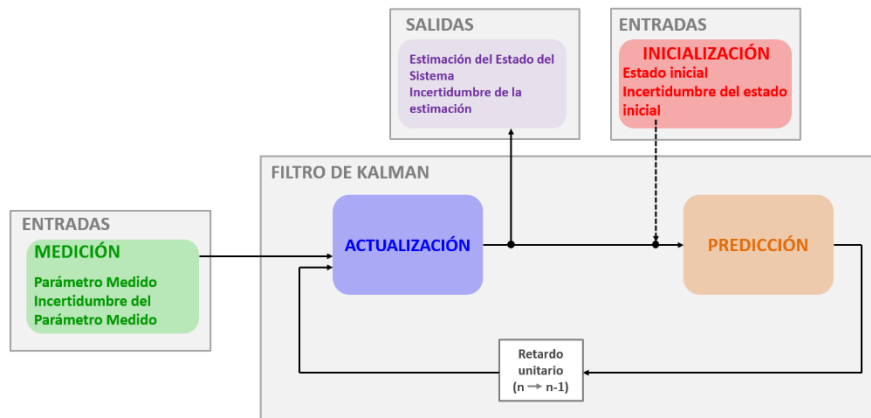 SALIDAS
Estimación del Estado del
Sistema
Incertidumbre de la
estimación
ENTRADAS
INICIALIZACIÓN
Estado inicial
Incertidumbre del estado
inicial
FILTRO DE KALMAN
ENTRADAS
MEDICIÓN
Parámetro Medido
Incertidumbre del
Parámetro Medido
ACTUALIZACIÓN
PREDICCIÓN
Retardo
unitario
(n → n-1)